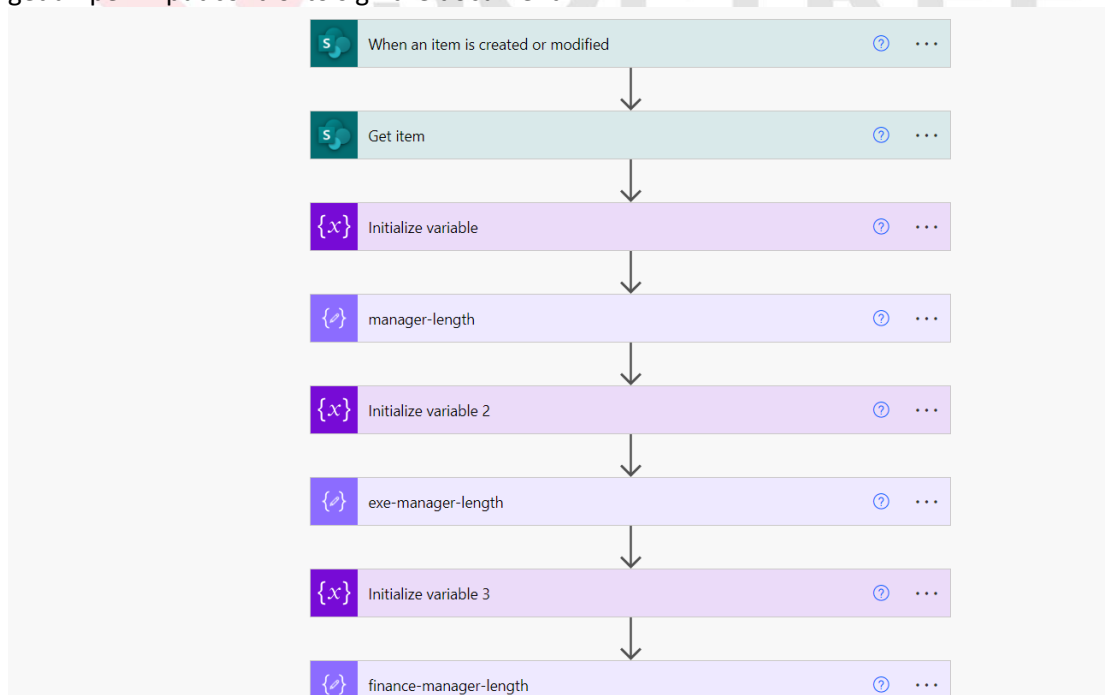 When an item is created or modified
Get item
{x} Initialize variable
manager-length
{x} Initialize variable 2
exe-manager-length
{x} Initialize variable 3
finance-manager-length